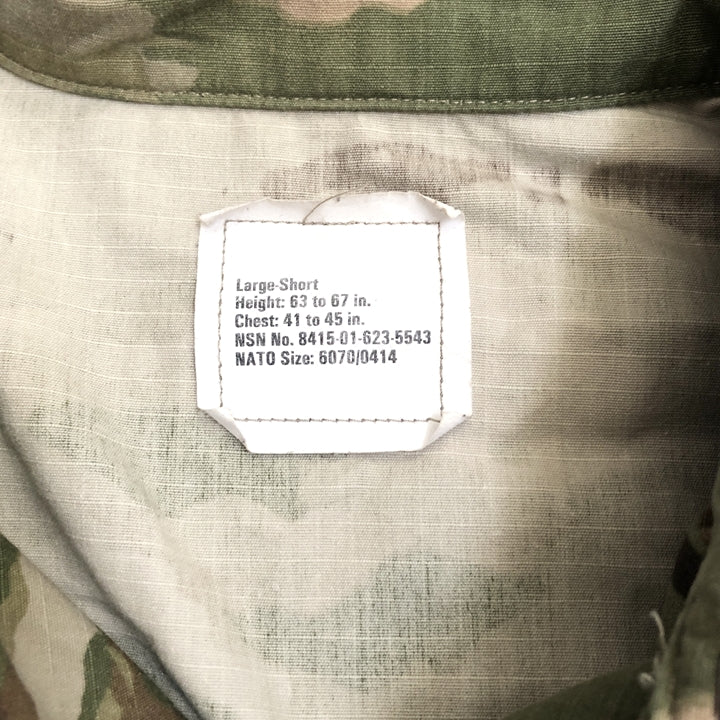 Large-Short
Height: 63 to 67 in.
Chest: 41 to 45 in.
NSN No. 8415-01-623-5543
NATO Size: 6070/0414